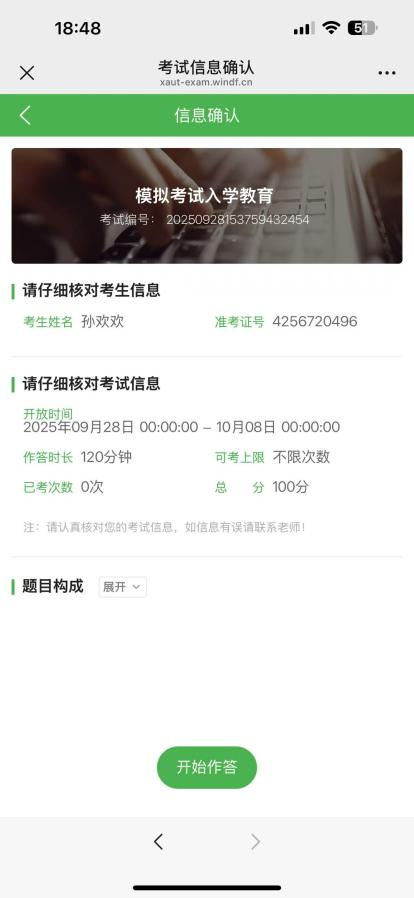 18:48
51
考试信息确认
xaut-exam.windf.cn
信息确认
模拟考试入学教育
考试编号： 20250928153759432454
请仔细核对考生信息
考生姓名 孙欢欢 准考证号 4256720496
请仔细核对考试信息
开放时间
2025年09月28日 00:00:00 – 10月08日 00:00:00
作答时长 120分钟 可考上限 不限次数
已考次数 0次 总 分 100分
注：请认真核对您的考试信息，如信息有误请联系老师！
题目构成 展开
开始作答